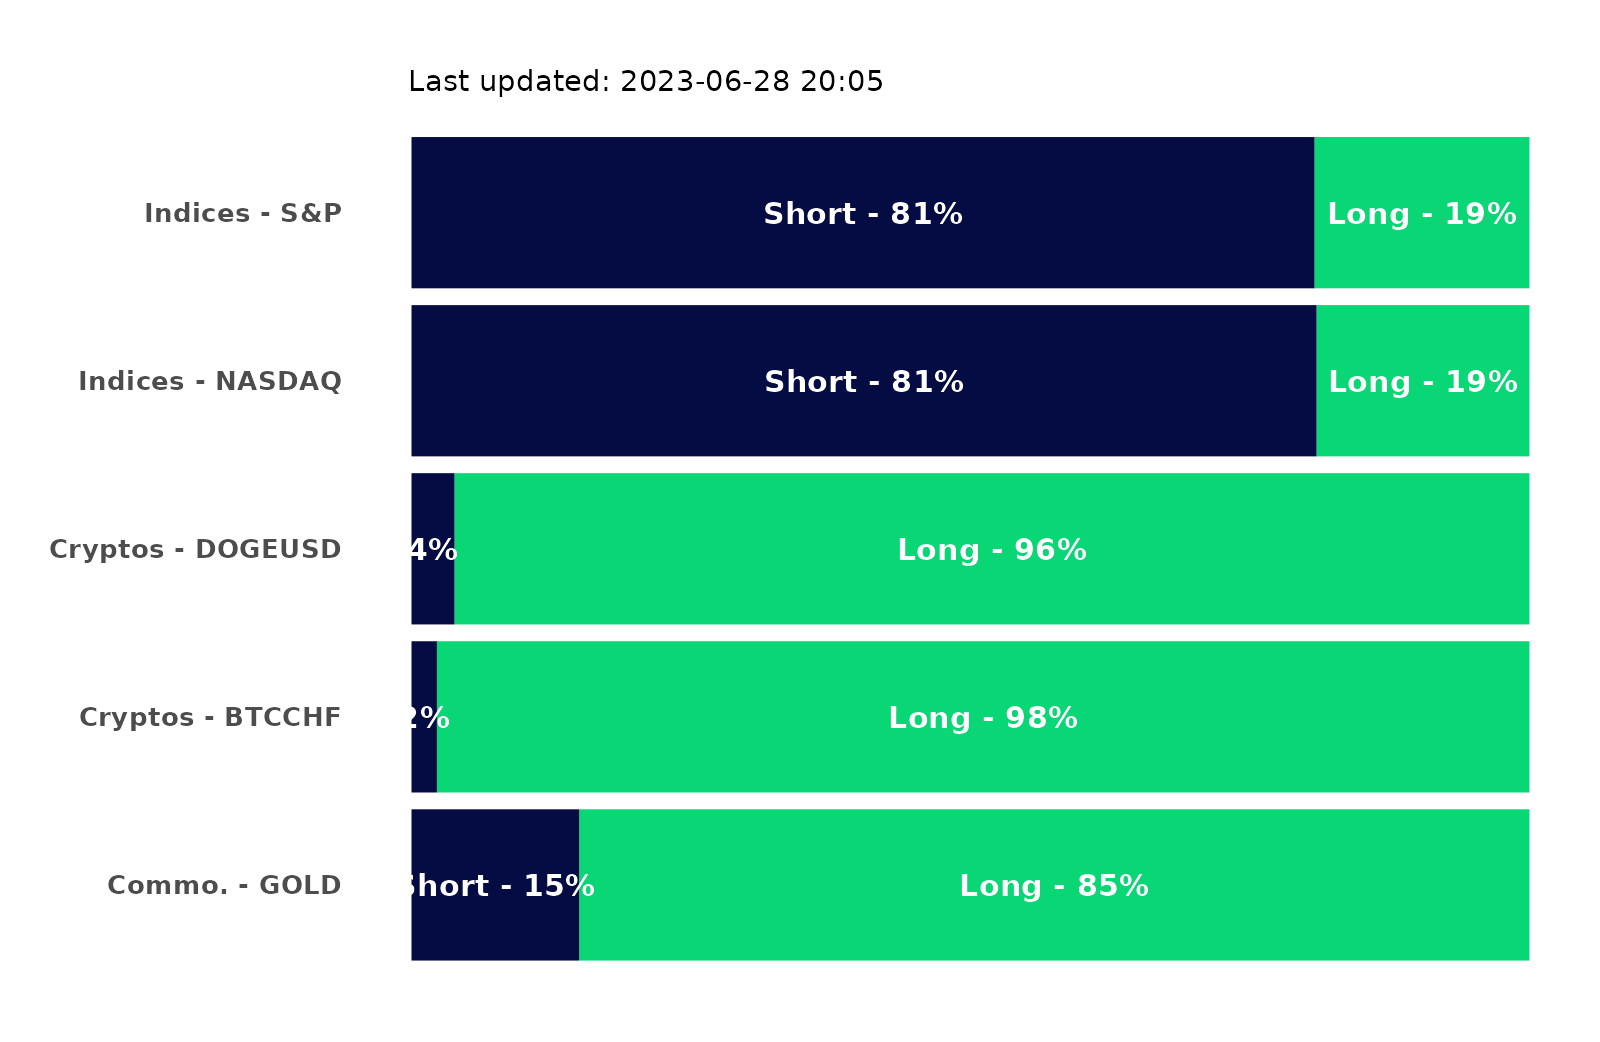 Last updated: 2023-06-28 20:05
Indices - S&P Short - 81% Long - 19%
Indices - NASDAQ Short - 81% Long - 19%
Cryptos - DOGEUSD 4% Long - 96%
Cryptos - BTCCHF 2% Long - 98%
Commo. - GOLD Short - 15% Long - 85%